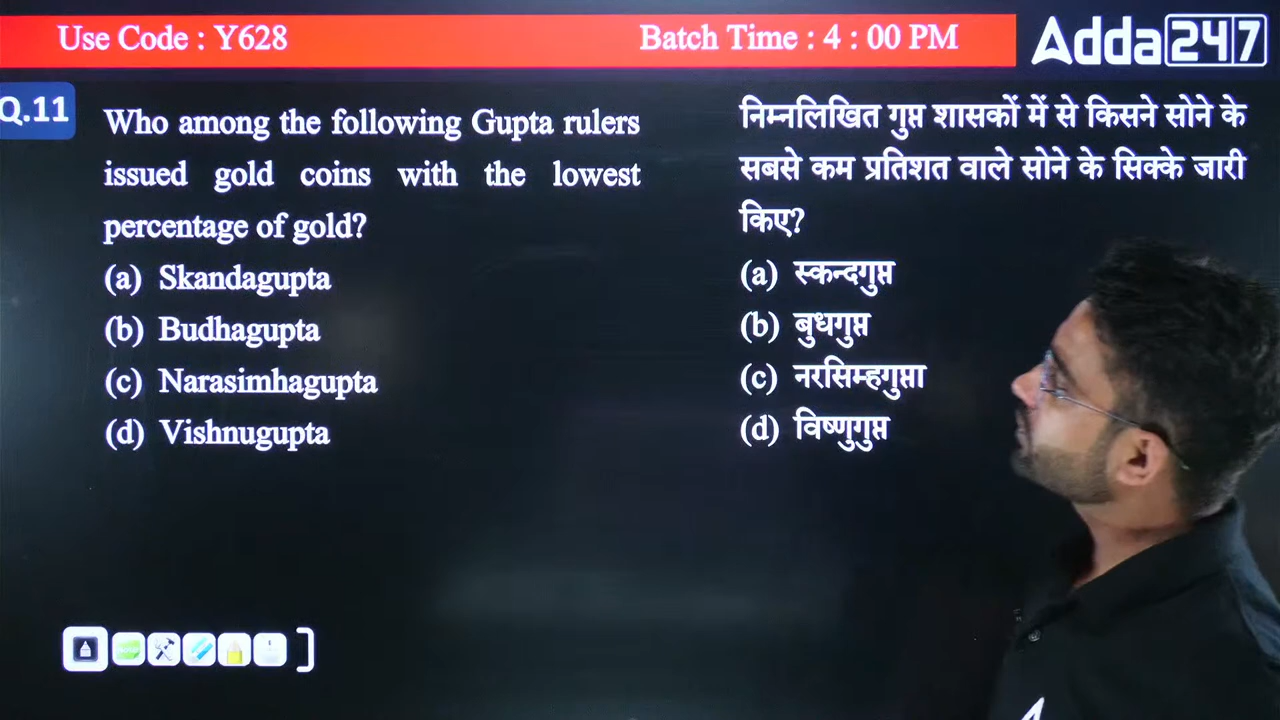 Use Code : Y628
Batch Time : 4 : 00 PM
Adda247
Q.11
Who among the following Gupta rulers
issued gold coins with the lowest
percentage of gold?
(a) Skandagupta
(b) Budhagupta
(c) Narasimhagupta
(d) Vishnugupta
निम्नलिखित गुप्त शासकों में से किसने सोने के
सबसे कम प्रतिशत वाले सोने के सिक्के जारी
किए?
(a) स्कन्दगुप्त
(b) बुधगुप्त
(c) नरसिम्हगुप्ता
(d) विष्णुगुप्त